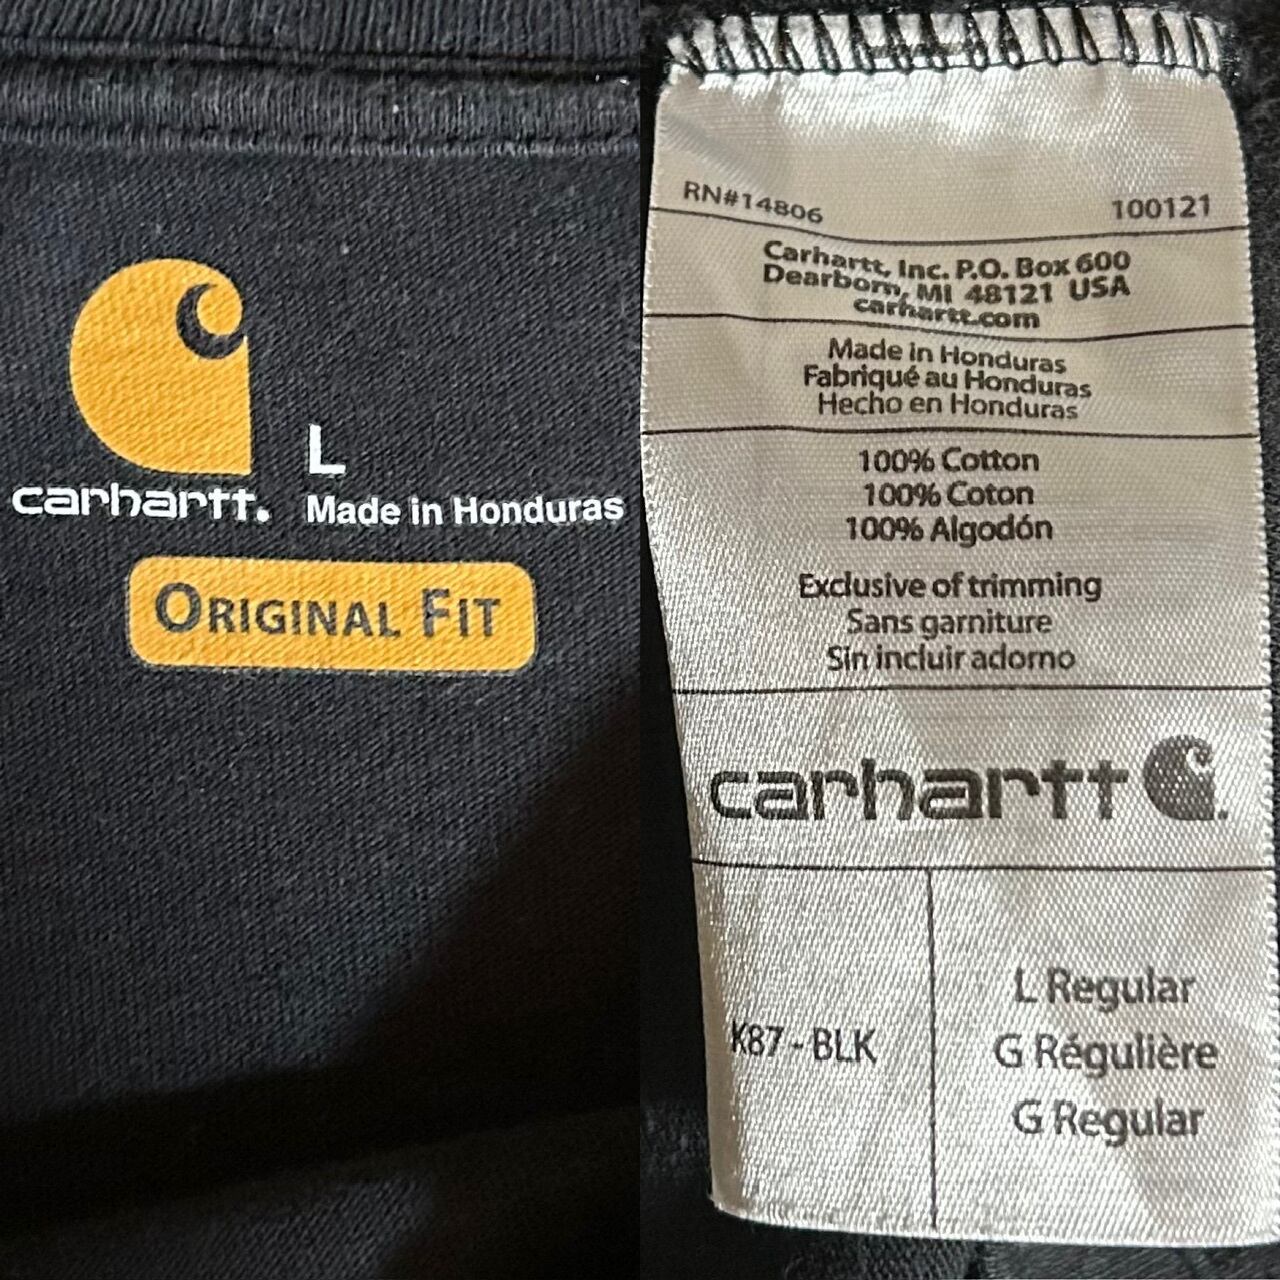 L
carhartt. Made in Honduras
ORIGINAL FIT
RN#14806 100121
Carhartt, Inc. P.O. Box 600
Dearborn, MI 48121 USA
carhartt.com
Made in Honduras
Fabriqué au Honduras
Hecho en Honduras
100% Cotton
100% Coton
100% Algodón
Exclusive of trimming
Sans garniture
Sin incluir adorno
carhartt
K87 - BLK
L Regular
G Régulière
G Regular